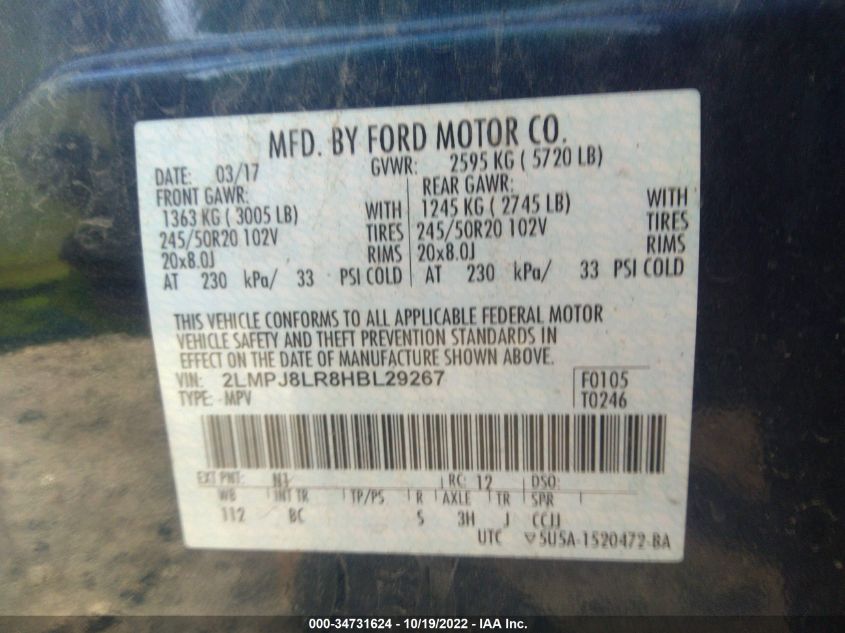 MFD. BY FORD MOTOR CO.
DATE: 03/17 GVWR: 2595 KG ( 5720 LB)
FRONT GAWR: REAR GAWR:
1363 KG ( 3005 LB) WITH 1245 KG ( 2745 LB) WITH
245/50R20 102V TIRES 245/50R20 102V TIRES
20x8.0J RIMS 20x8.0J RIMS
AT 230 kPa/ 33 PSI COLD AT 230 kPa/ 33 PSI COLD
THIS VEHICLE CONFORMS TO ALL APPLICABLE FEDERAL MOTOR
VEHICLE SAFETY AND THEFT PREVENTION STANDARDS IN
EFFECT ON THE DATE OF MANUFACTURE SHOWN ABOVE.
VIN: 2LMPJ8LR8HBL29267 F0105
TYPE: MPV T0246
EXT PNT: N1 RC: 12 DSO:
WB INT TR TP/PS R AXLE TR SPR
112 BC 5 3H J CCJJ
UTC ▽5U5A-1520472-BA
000-34731624 | 10/19/2022 - IAA Inc.